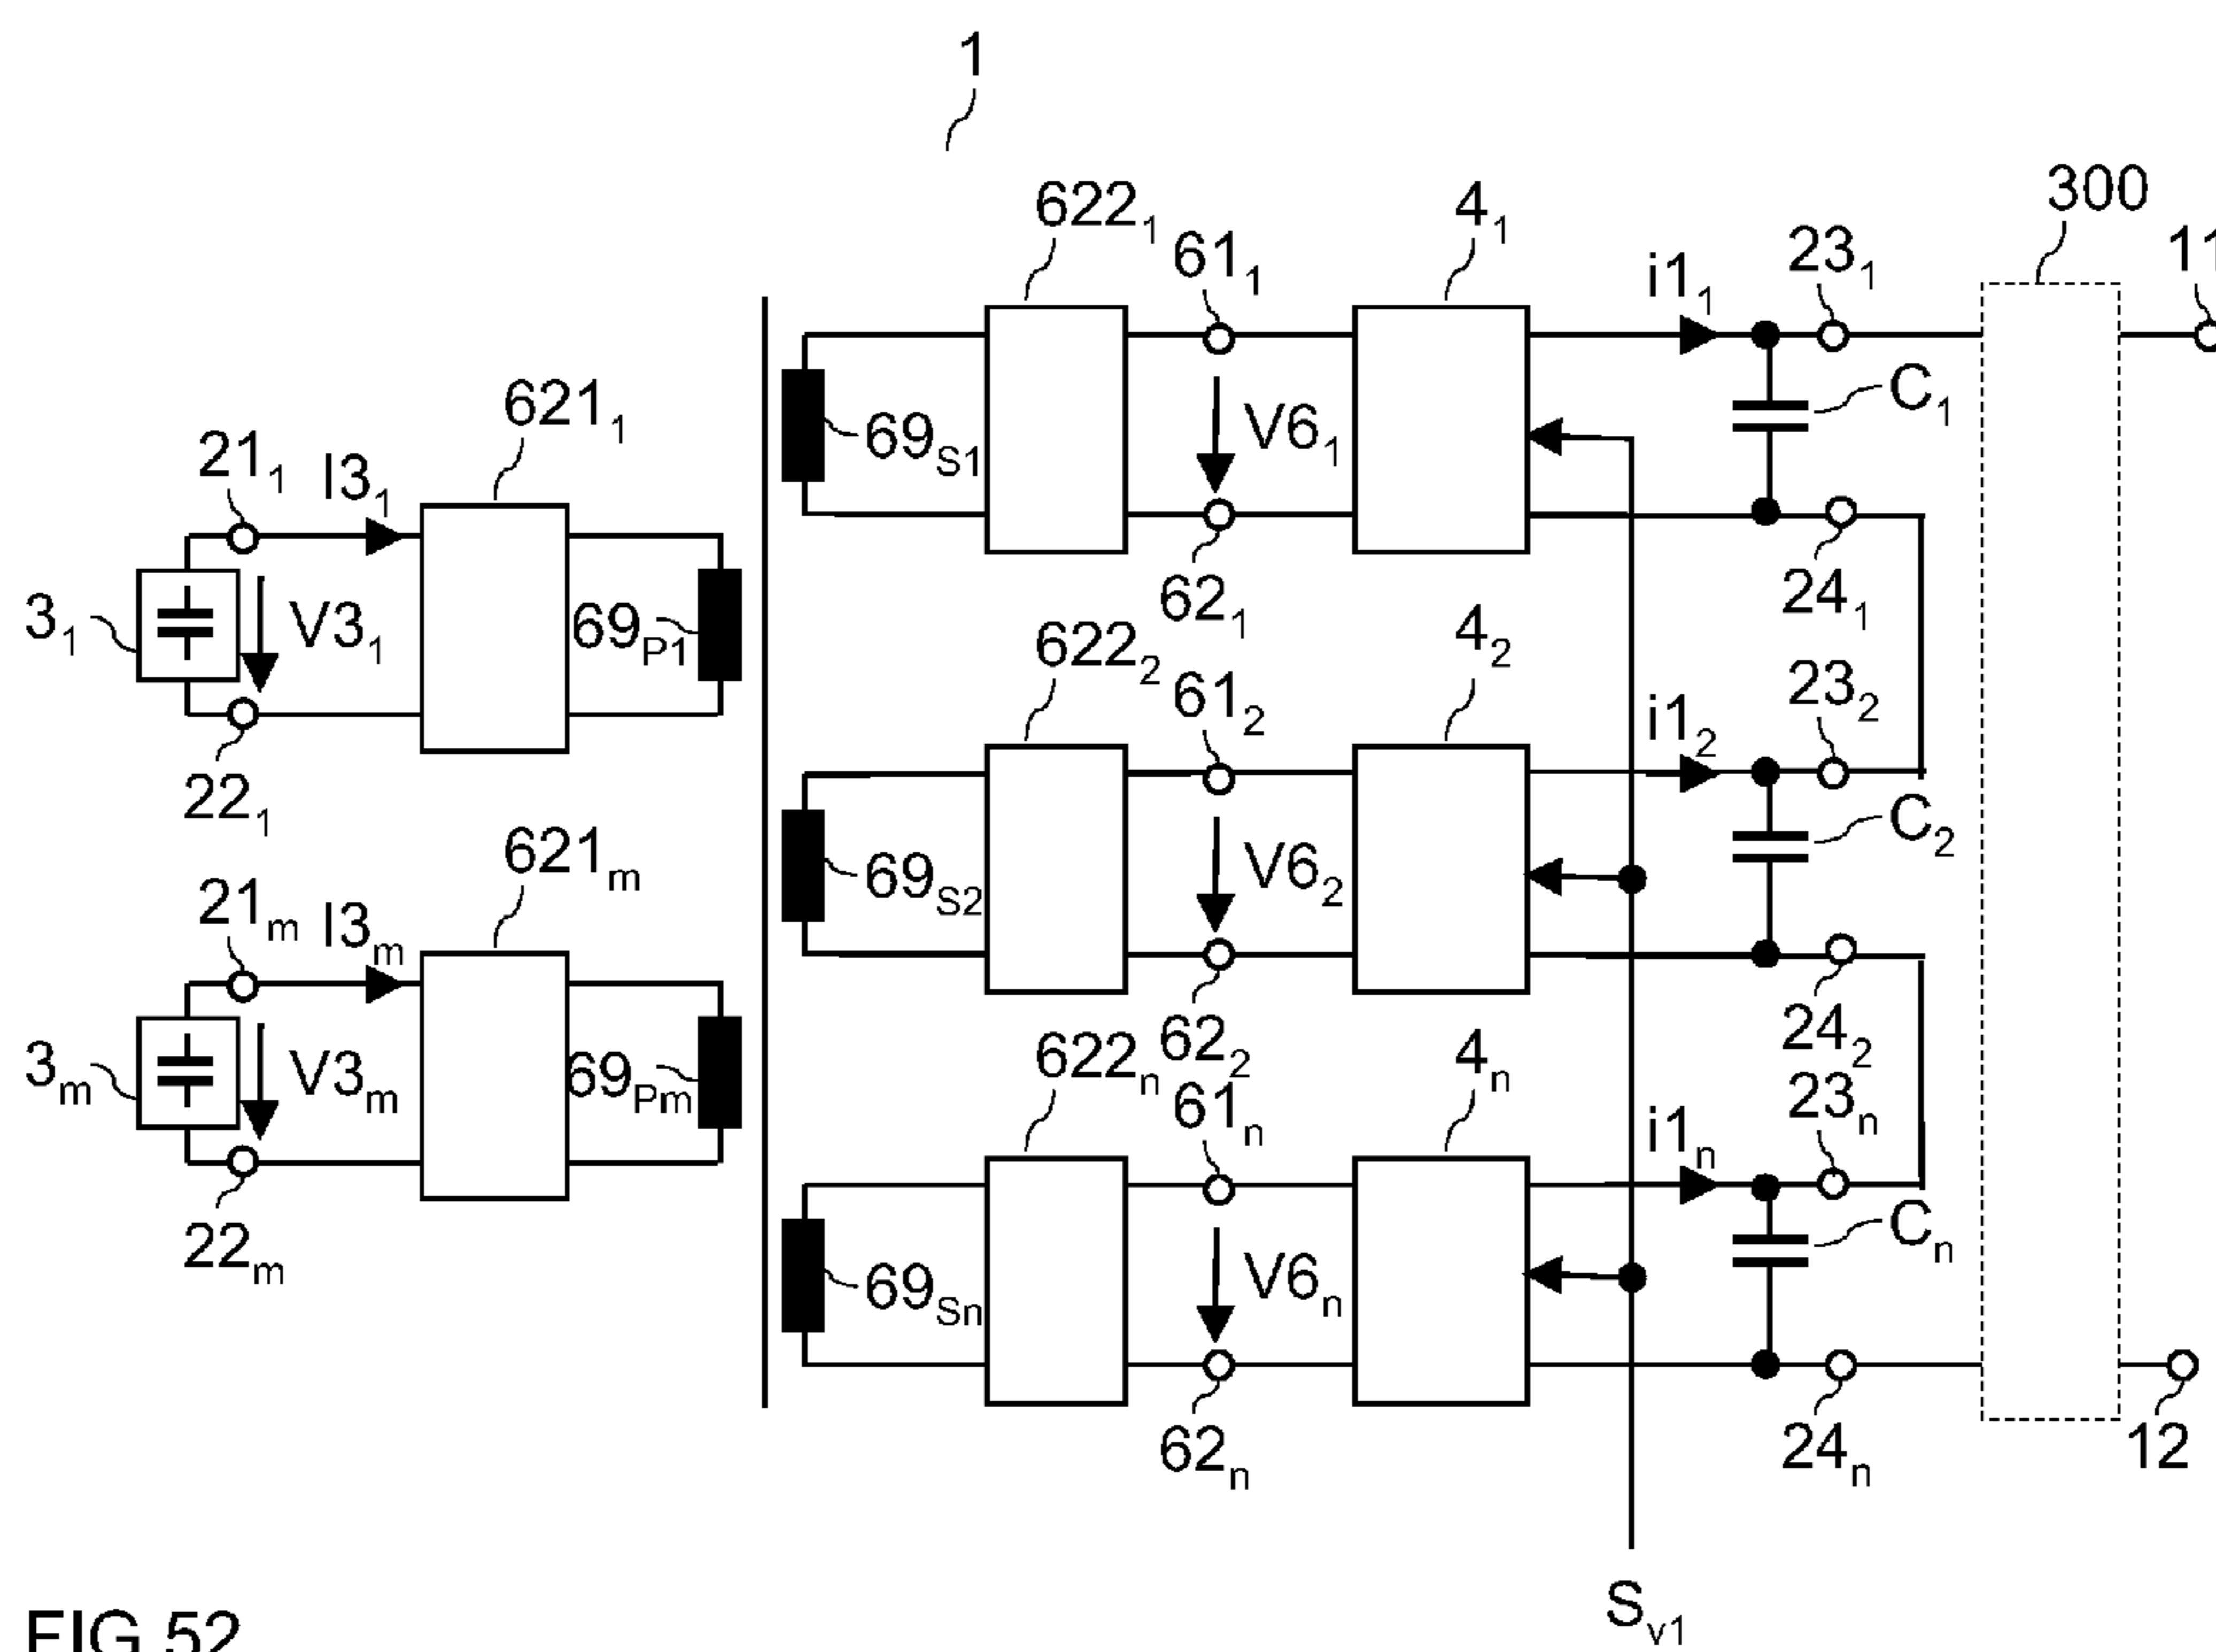 1
300
11
622₁
61₁
4₁
i1₁
23₁
C₁
69S1
V6₁
62₁
24₁
621₁
21₁
I3₁
3₁
V3₁
69P1
22₁
622₂
61₂
4₂
i1₂
23₂
C₂
69S2
V6₂
62₂
24₂
621m
21m
I3m
3m
V3m
69Pm
22m
622n
61n
4n
i1n
23n
Cn
69Sn
V6n
62n
24n
12
Sv1
FIG 52